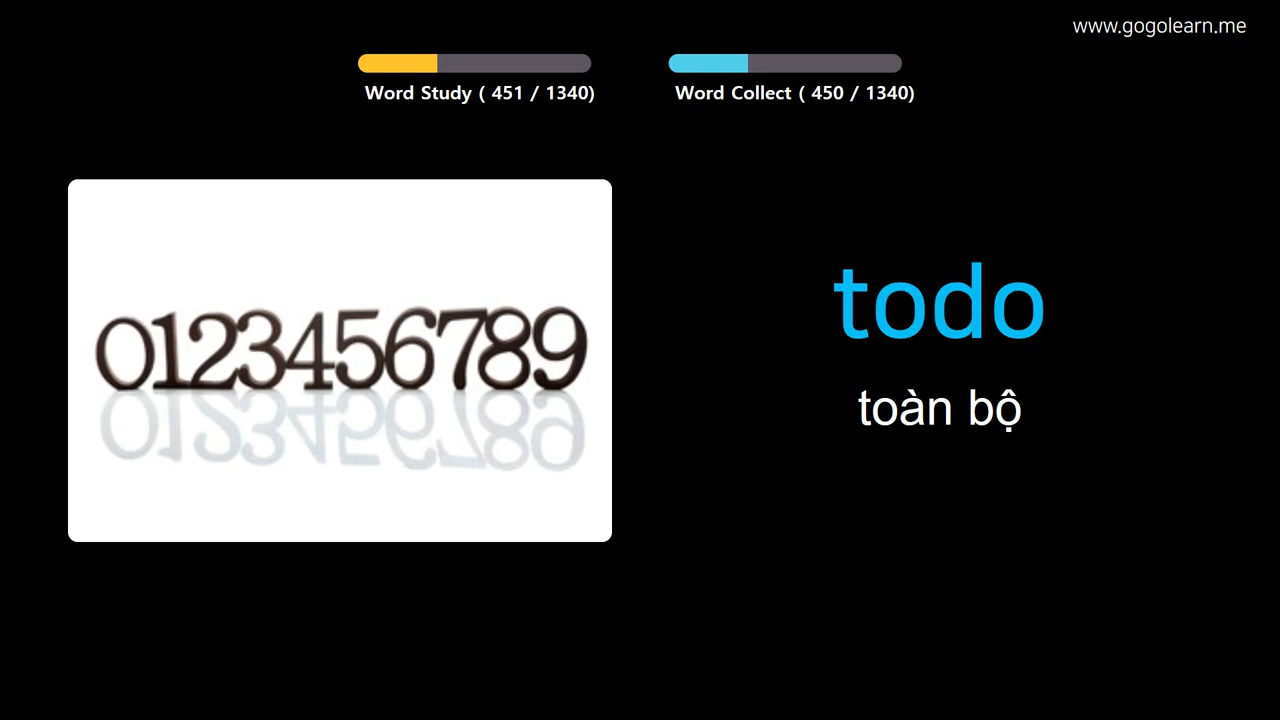 www.gogolearn.me
Word Study ( 451 / 1340)
Word Collect ( 450 / 1340)
0123456789
todo
toàn bộ